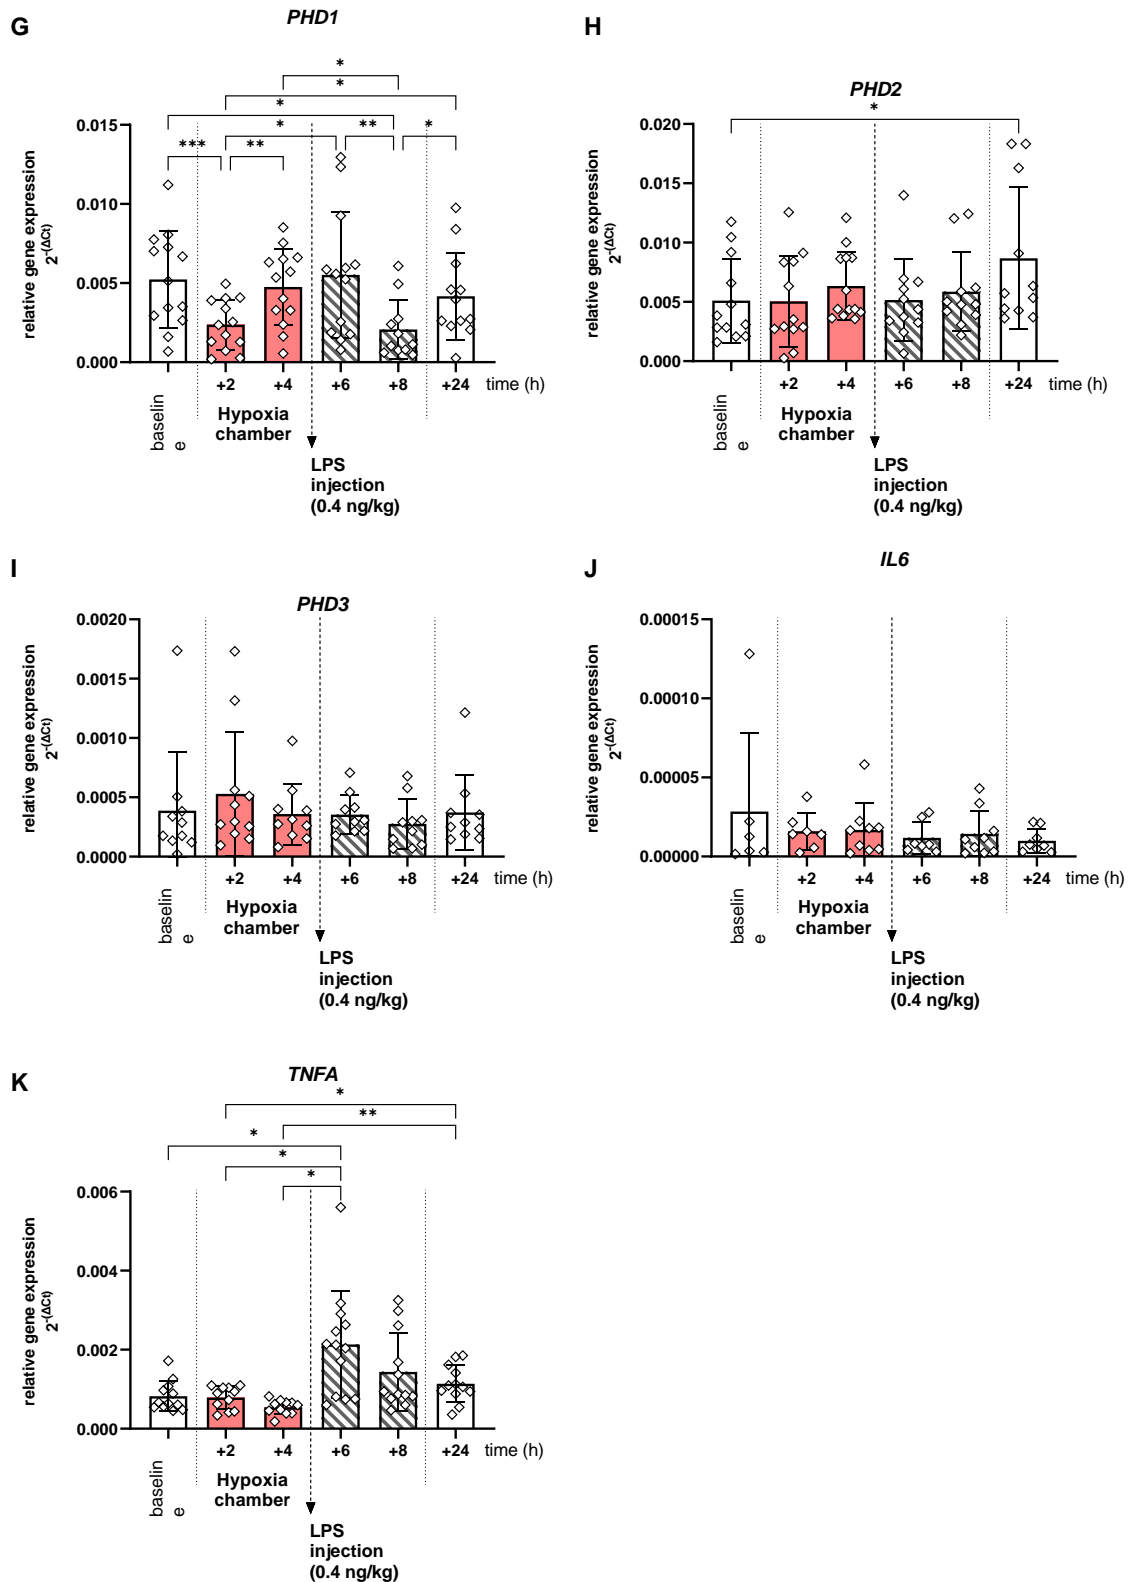 G
PHD1
*
*
*
*
**
*
***
**
relative gene expression
2-(ΔCt)
0.015
0.010
0.005
0.000
baselin
e
+2
+4
+6
+8
+24
time (h)
Hypoxia
chamber
LPS
injection
(0.4 ng/kg)
H
PHD2
*
relative gene expression
2-(ΔCt)
0.020
0.015
0.010
0.005
0.000
baselin
e
+2
+4
+6
+8
+24
time (h)
Hypoxia
chamber
LPS
injection
(0.4 ng/kg)
I
PHD3
relative gene expression
2-(ΔCt)
0.0020
0.0015
0.0010
0.0005
0.0000
baselin
e
+2
+4
+6
+8
+24
time (h)
Hypoxia
chamber
LPS
injection
(0.4 ng/kg)
J
IL6
relative gene expression
2-(ΔCt)
0.00015
0.00010
0.00005
0.00000
baselin
e
+2
+4
+6
+8
+24
time (h)
Hypoxia
chamber
LPS
injection
(0.4 ng/kg)
K
TNFA
*
**
*
*
*
relative gene expression
2-(ΔCt)
0.006
0.004
0.002
0.000
baselin
e
+2
+4
+6
+8
+24
time (h)
Hypoxia
chamber
LPS
injection
(0.4 ng/kg)